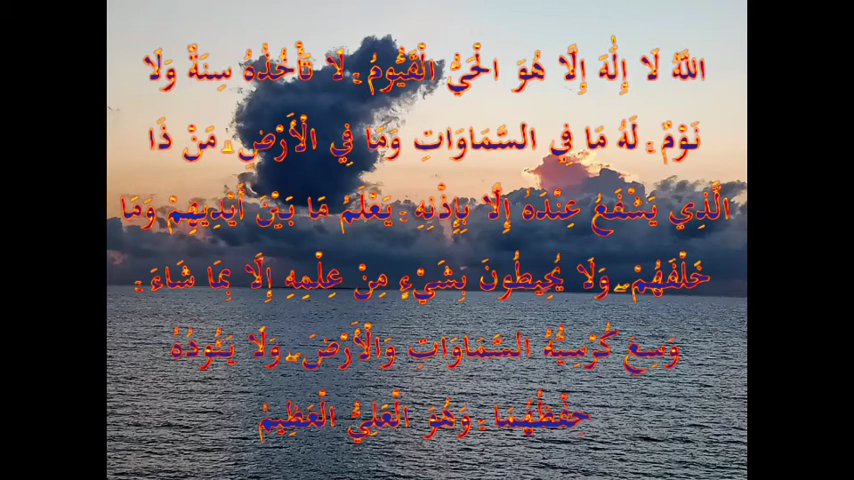 اللَّهُ لَا إِلَٰهَ إِلَّا هُوَ الْحَيُّ الْقَيُّومُ ۚ لَا تَأْخُذُهُ سِنَةٌ وَلَا
نَوْمٌ ۚ لَهُ مَا فِي السَّمَاوَاتِ وَمَا فِي الْأَرْضِ ۗ مَنْ ذَا
الَّذِي يَشْفَعُ عِنْدَهُ إِلَّا بِإِذْنِهِ ۚ يَعْلَمُ مَا بَيْنَ أَيْدِيهِمْ وَمَا
خَلْفَهُمْ ۖ وَلَا يُحِيطُونَ بِشَيْءٍ مِنْ عِلْمِهِ إِلَّا بِمَا شَاءَ ۚ
وَسِعَ كُرْسِيُّهُ السَّمَاوَاتِ وَالْأَرْضَ ۖ وَلَا يَئُودُهُ
حِفْظُهُمَا ۚ وَهُوَ الْعَلِيُّ الْعَظِيمُ